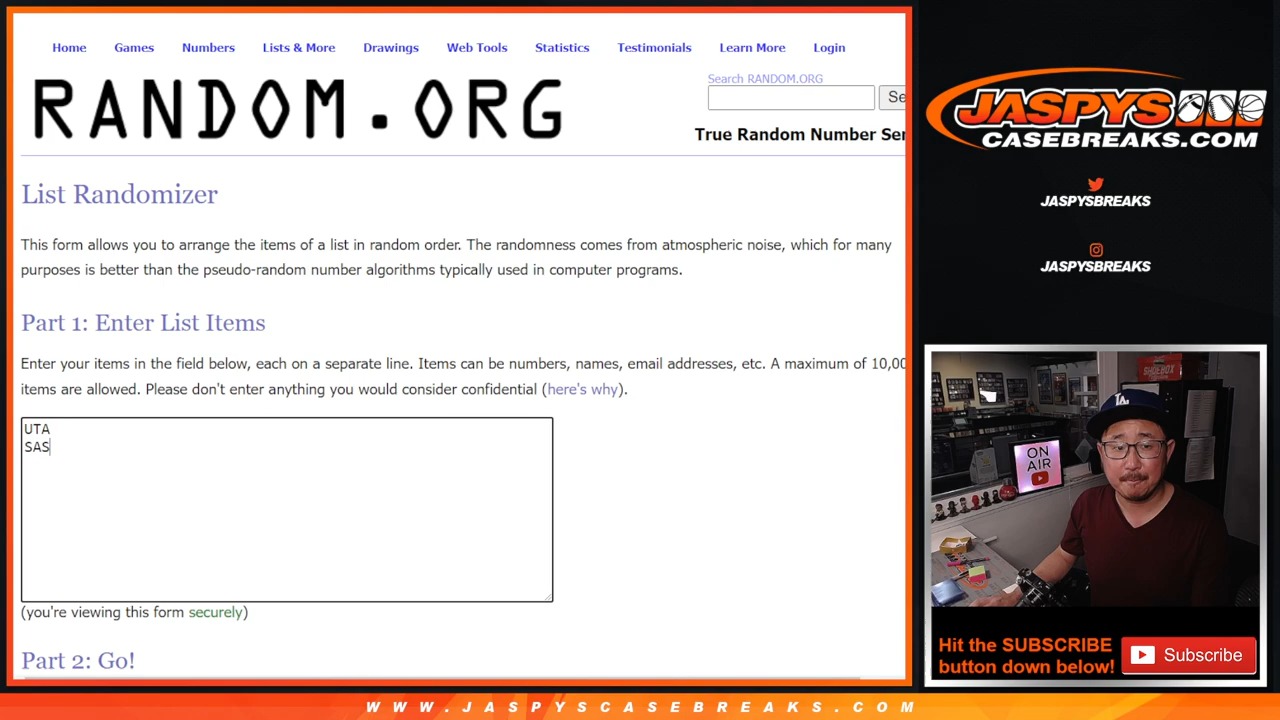 Home Games Numbers Lists & More Drawings Web Tools Statistics Testimonials Learn More Login
RANDOM.ORG
Search RANDOM.ORG
Se
True Random Number Ser
List Randomizer
This form allows you to arrange the items of a list in random order. The randomness comes from atmospheric noise, which for many
purposes is better than the pseudo-random number algorithms typically used in computer programs.
Part 1: Enter List Items
Enter your items in the field below, each on a separate line. Items can be numbers, names, email addresses, etc. A maximum of 10,00
items are allowed. Please don't enter anything you would consider confidential (here's why).
UTA
SAS
(you're viewing this form securely)
Part 2: Go!
JASPYS
CASEBREAKS.COM
JASPYSBREAKS
JASPYSBREAKS
SHOEBOX
ON
AIR
LA
Hit the SUBSCRIBE
button down below!
Subscribe
WWW.JASPYSCASEBREAKS.COM